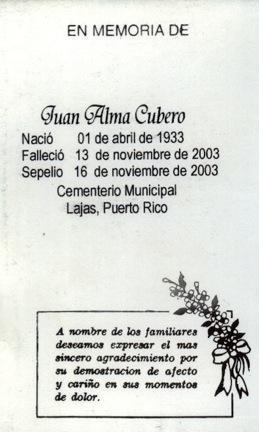 EN MEMORIA DE
Juan Alma Cubero
Nació 01 de abril de 1933
Falleció 13 de noviembre de 2003
Sepelio 16 de noviembre de 2003
Cementerio Municipal
Lajas, Puerto Rico
A nombre de los familiares
deseamos expresar el mas
sincero agradecimiento por
su demostracion de afecto
y cariño en sus momentos
de dolor.